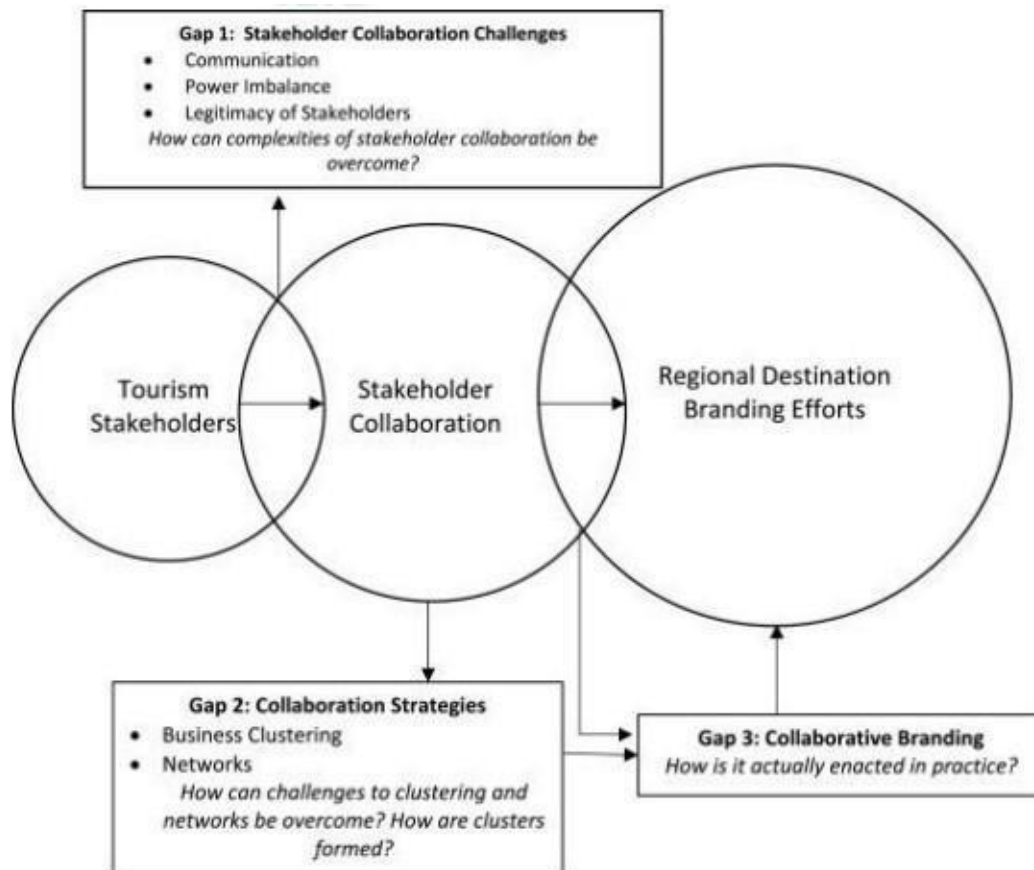 Gap 1: Stakeholder Collaboration Challenges
• Communication
• Power Imbalance
• Legitimacy of Stakeholders
How can complexities of stakeholder collaboration be
overcome?
Tourism
Stakeholders
Stakeholder
Collaboration
Regional Destination
Branding Efforts
Gap 2: Collaboration Strategies
• Business Clustering
• Networks
How can challenges to clustering and
networks be overcome? How are clusters
formed?
Gap 3: Collaborative Branding
How is it actually enacted in practice?